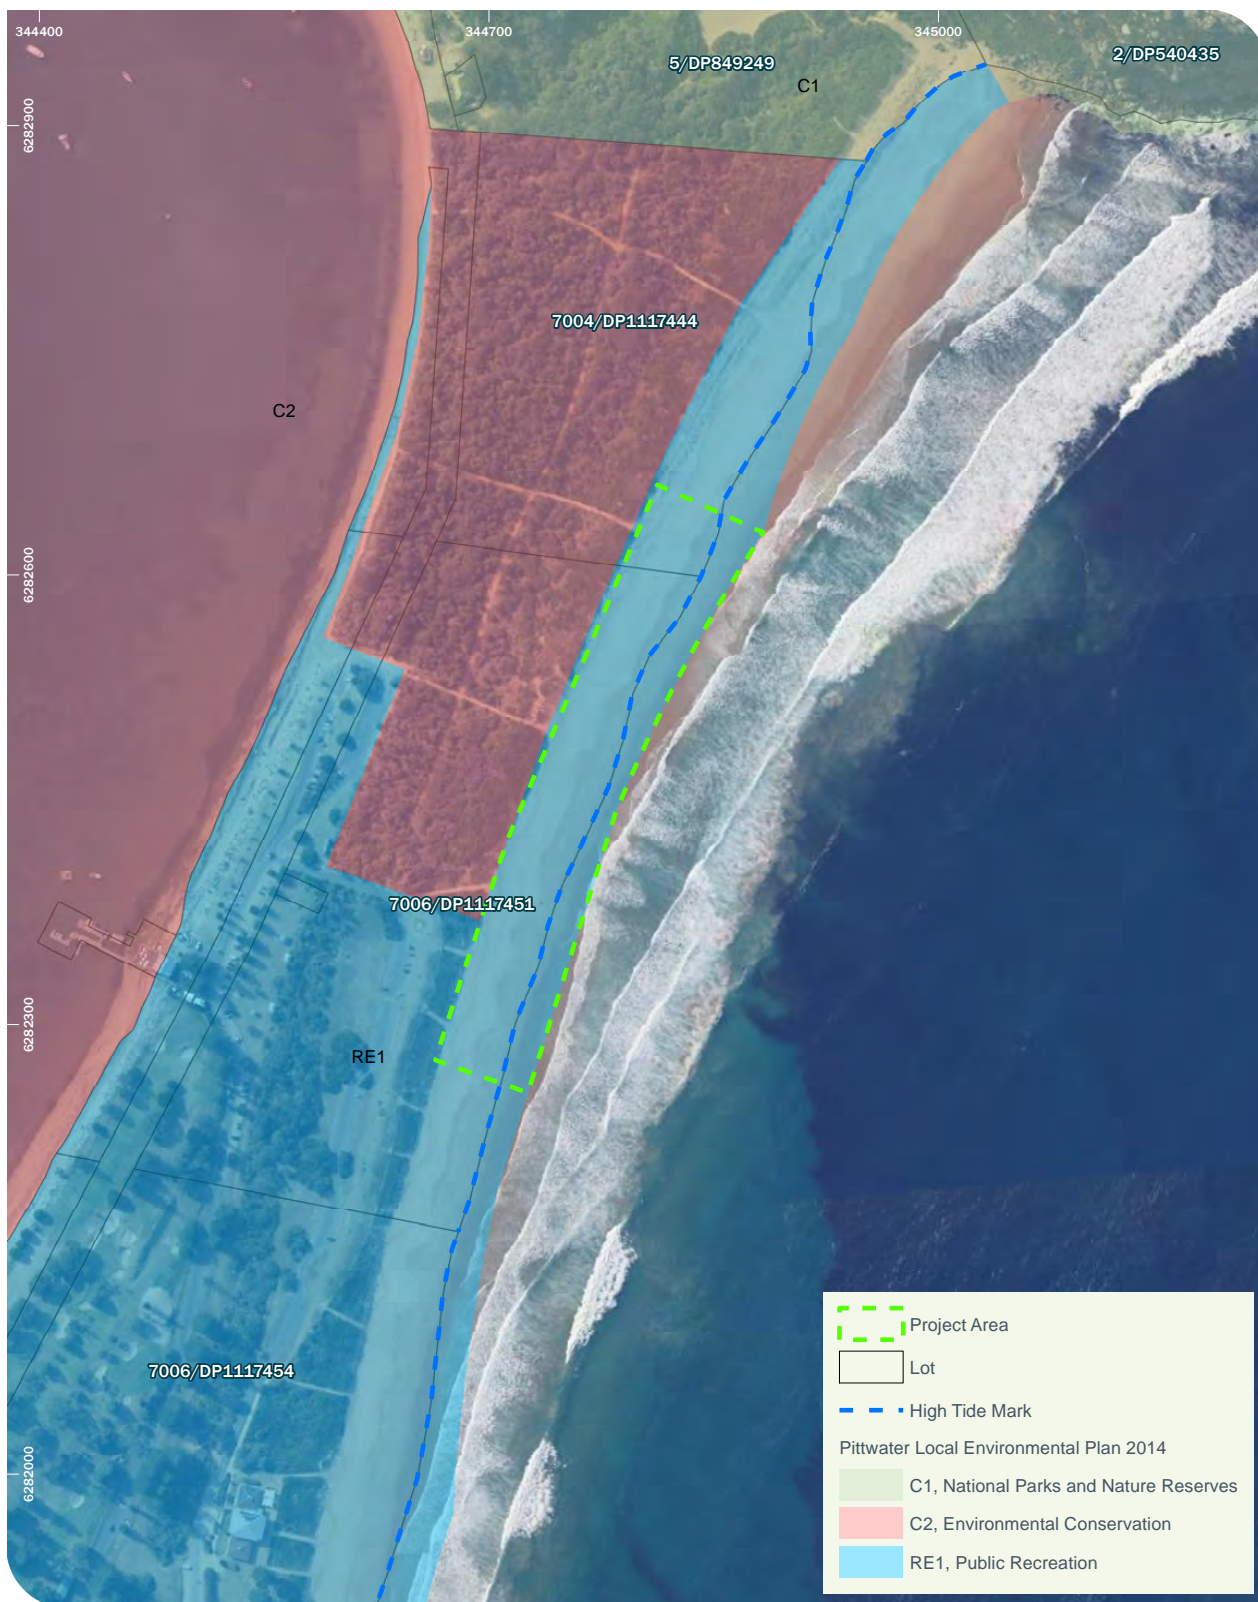 344400
344700
345000
5/DP849249
2/DP540435
C1
6282900
7004/DP1117444
C2
6282600
7006/DP1117451
6282300
RE1
7006/DP1117454
6282000
Project Area
Lot
High Tide Mark
Pittwater Local Environmental Plan 2014
C1, National Parks and Nature Reserves
C2, Environmental Conservation
RE1, Public Recreation